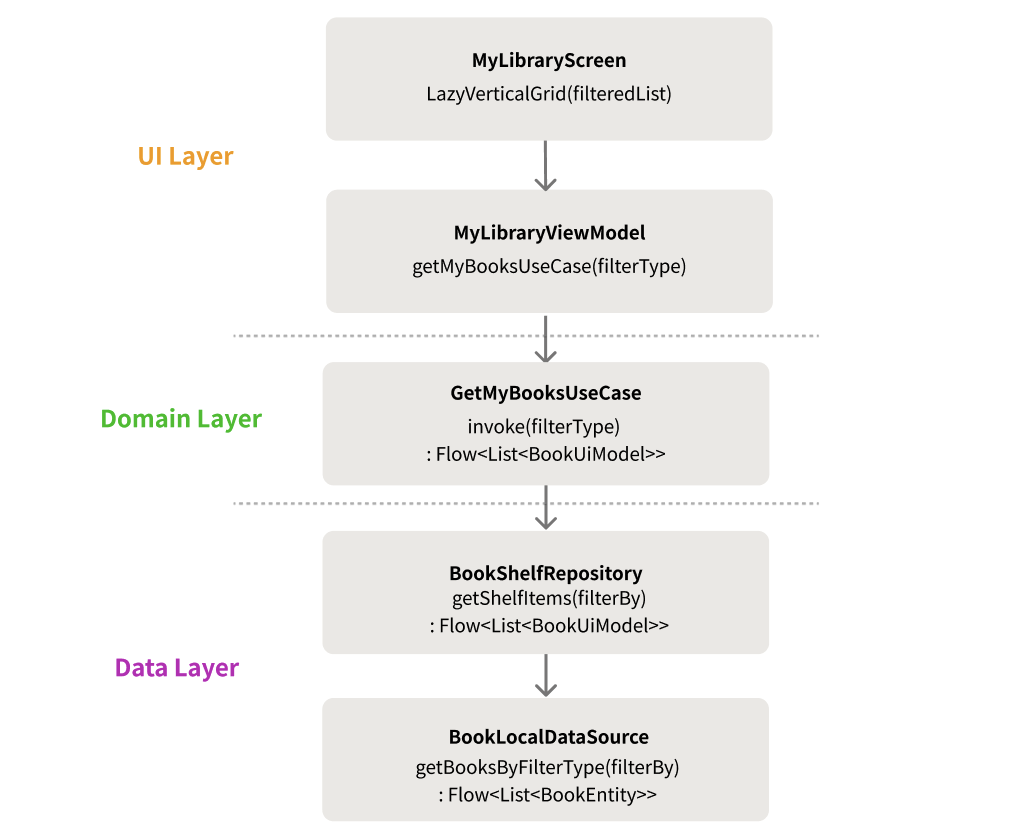 MyLibraryScreen
LazyVerticalGrid(filteredList)
UI Layer
MyLibraryViewModel
getMyBooksUseCase(filterType)
GetMyBooksUseCase
Domain Layer
invoke(filterType)
: Flow<List<BookUiModel>>
BookShelfRepository
getShelfItems(filterBy)
: Flow<List<BookUiModel>>
Data Layer
BookLocalDataSource
getBooksByFilterType(filterBy)
: Flow<List<BookEntity>>